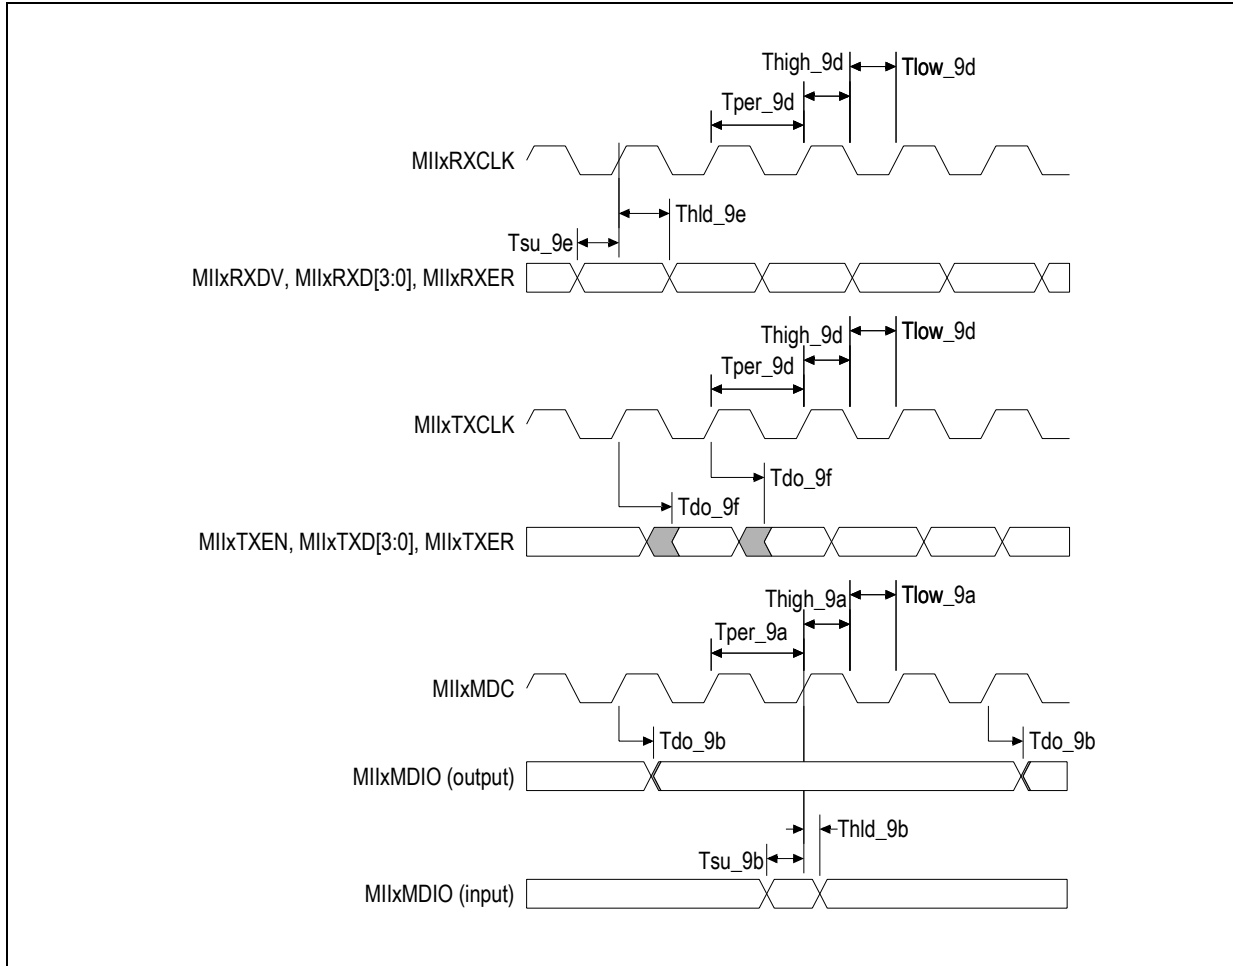 Thigh_9d
Tlow_9d
Tper_9d
MIIxRXCLK
Thld_9e
Tsu_9e
MIIxRXDV, MIIxRXD[3:0], MIIxRXER
Thigh_9d
Tlow_9d
Tper_9d
MIIxTXCLK
Tdo_9f
Tdo_9f
MIIxTXEN, MIIxTXD[3:0], MIIxTXER
Thigh_9a
Tlow_9a
Tper_9a
MIIxMDC
Tdo_9b
Tdo_9b
MIIxMDIO (output)
Thld_9b
Tsu_9b
MIIxMDIO (input)